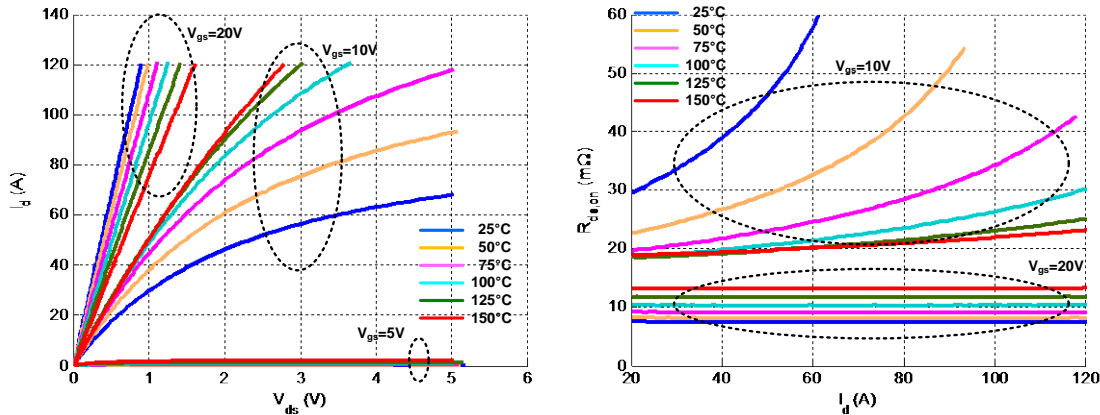 140
120
100
80
60
40
20
0
I_d (A)
0 1 2 3 4 5 6
V_ds (V)
V_gs=20V
V_gs=10V
25°C
50°C
75°C
100°C
125°C
150°C
V_gs=5V
60
50
40
30
20
10
0
R_ds,on (mΩ)
20 40 60 80 100 120
I_d (A)
25°C
50°C
75°C
100°C
125°C
150°C
V_gs=10V
V_gs=20V